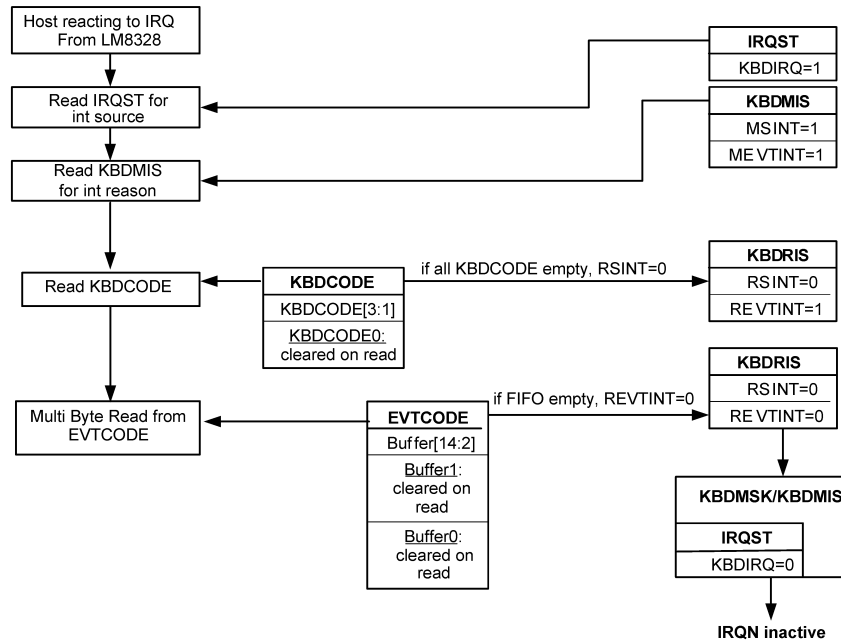 Host reacting to IRQ
From LM8328
IRQST
KBDIRQ=1
Read IRQST for
int source
KBDMIS
MSINT=1
MEVTINT=1
Read KBDMIS
for int reason
Read KBDCODE
KBDCODE
KBDCODE[3:1]
KBDCODE0:
cleared on read
if all KBDCODE empty, RSINT=0
KBDRIS
RSINT=0
REVTINT=1
Multi Byte Read from
EVTCODE
EVTCODE
Buffer[14:2]
Buffer1:
cleared on
read
Buffer0:
cleared on
read
if FIFO empty, REVTINT=0
KBDRIS
RSINT=0
REVTINT=0
KBDMSK/KBDMIS
IRQST
KBDIRQ=0
IRQN inactive